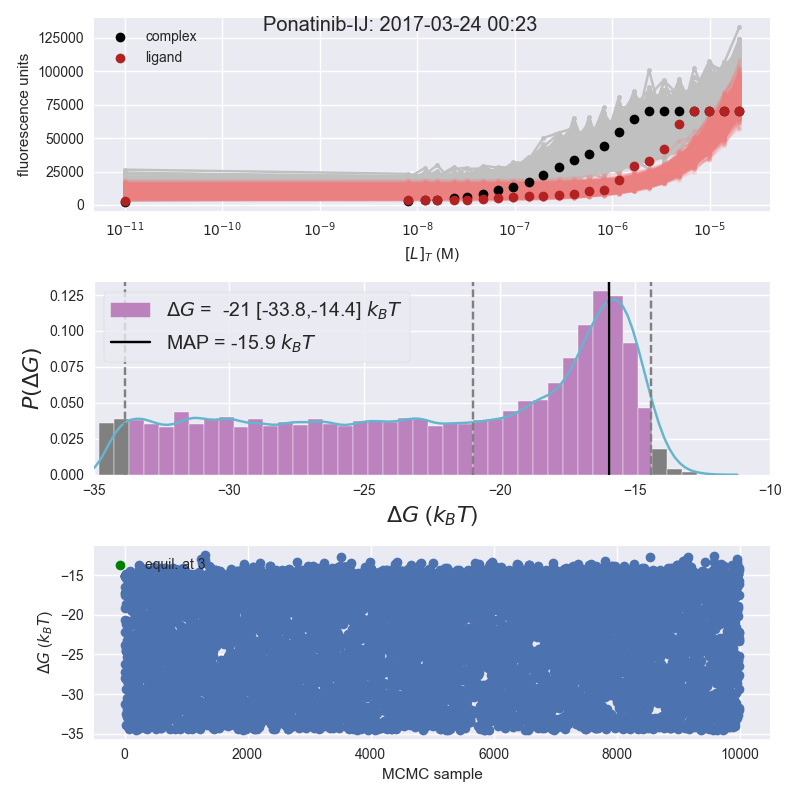 Ponatinib-IJ: 2017-03-24 00:23
complex
ligand
fluorescence units
125000
100000
75000
50000
25000
0
10⁻¹¹ 10⁻¹⁰ 10⁻⁹ 10⁻⁸ 10⁻⁷ 10⁻⁶ 10⁻⁵
[L]_T (M)
ΔG = -21 [-33.8,-14.4] k_BT
MAP = -15.9 k_BT
P(ΔG)
0.125
0.100
0.075
0.050
0.025
0.000
−35 −30 −25 −20 −15 −10
ΔG (k_BT)
equil. at 3
ΔG (k_BT)
−15
−20
−25
−30
−35
0 2000 4000 6000 8000 10000
MCMC sample